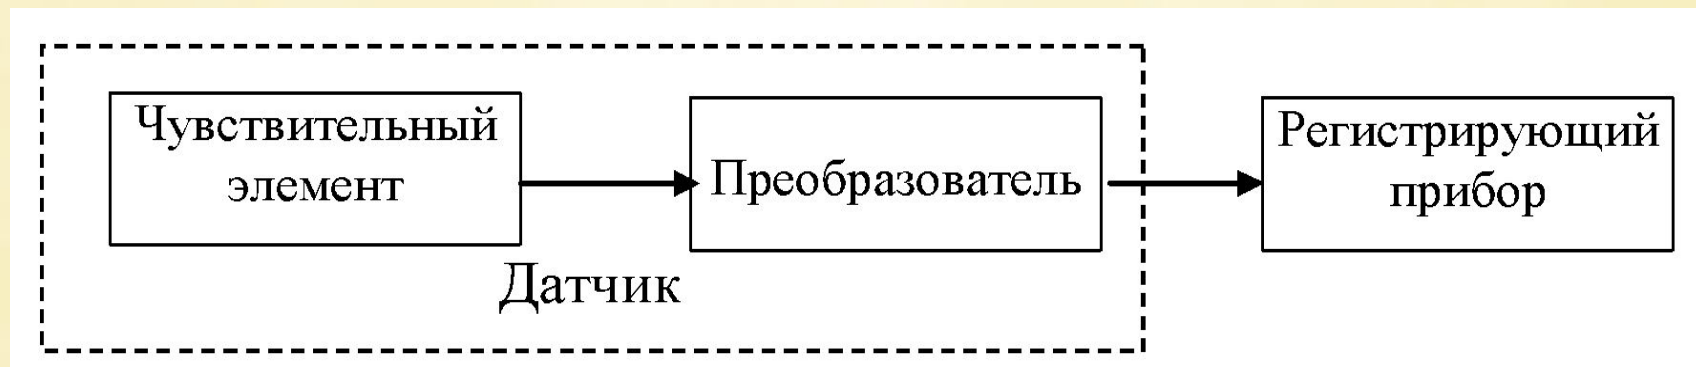 Чувствительный
элемент
Преобразователь
Регистрирующий
прибор
Датчик